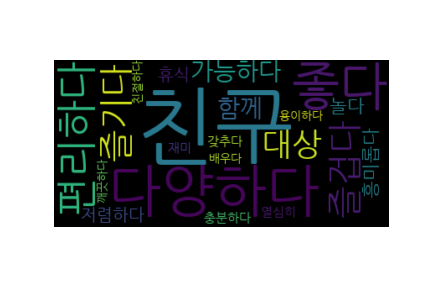 친구
다양하다
좋다
편리하다
즐기다
즐겁다
대상
가능하다
함께
휴식
친절하다
놀다
용이하다
갖추다
재미
배우다
흥미롭다
깨끗하다
저렴하다
충분하다
열심히